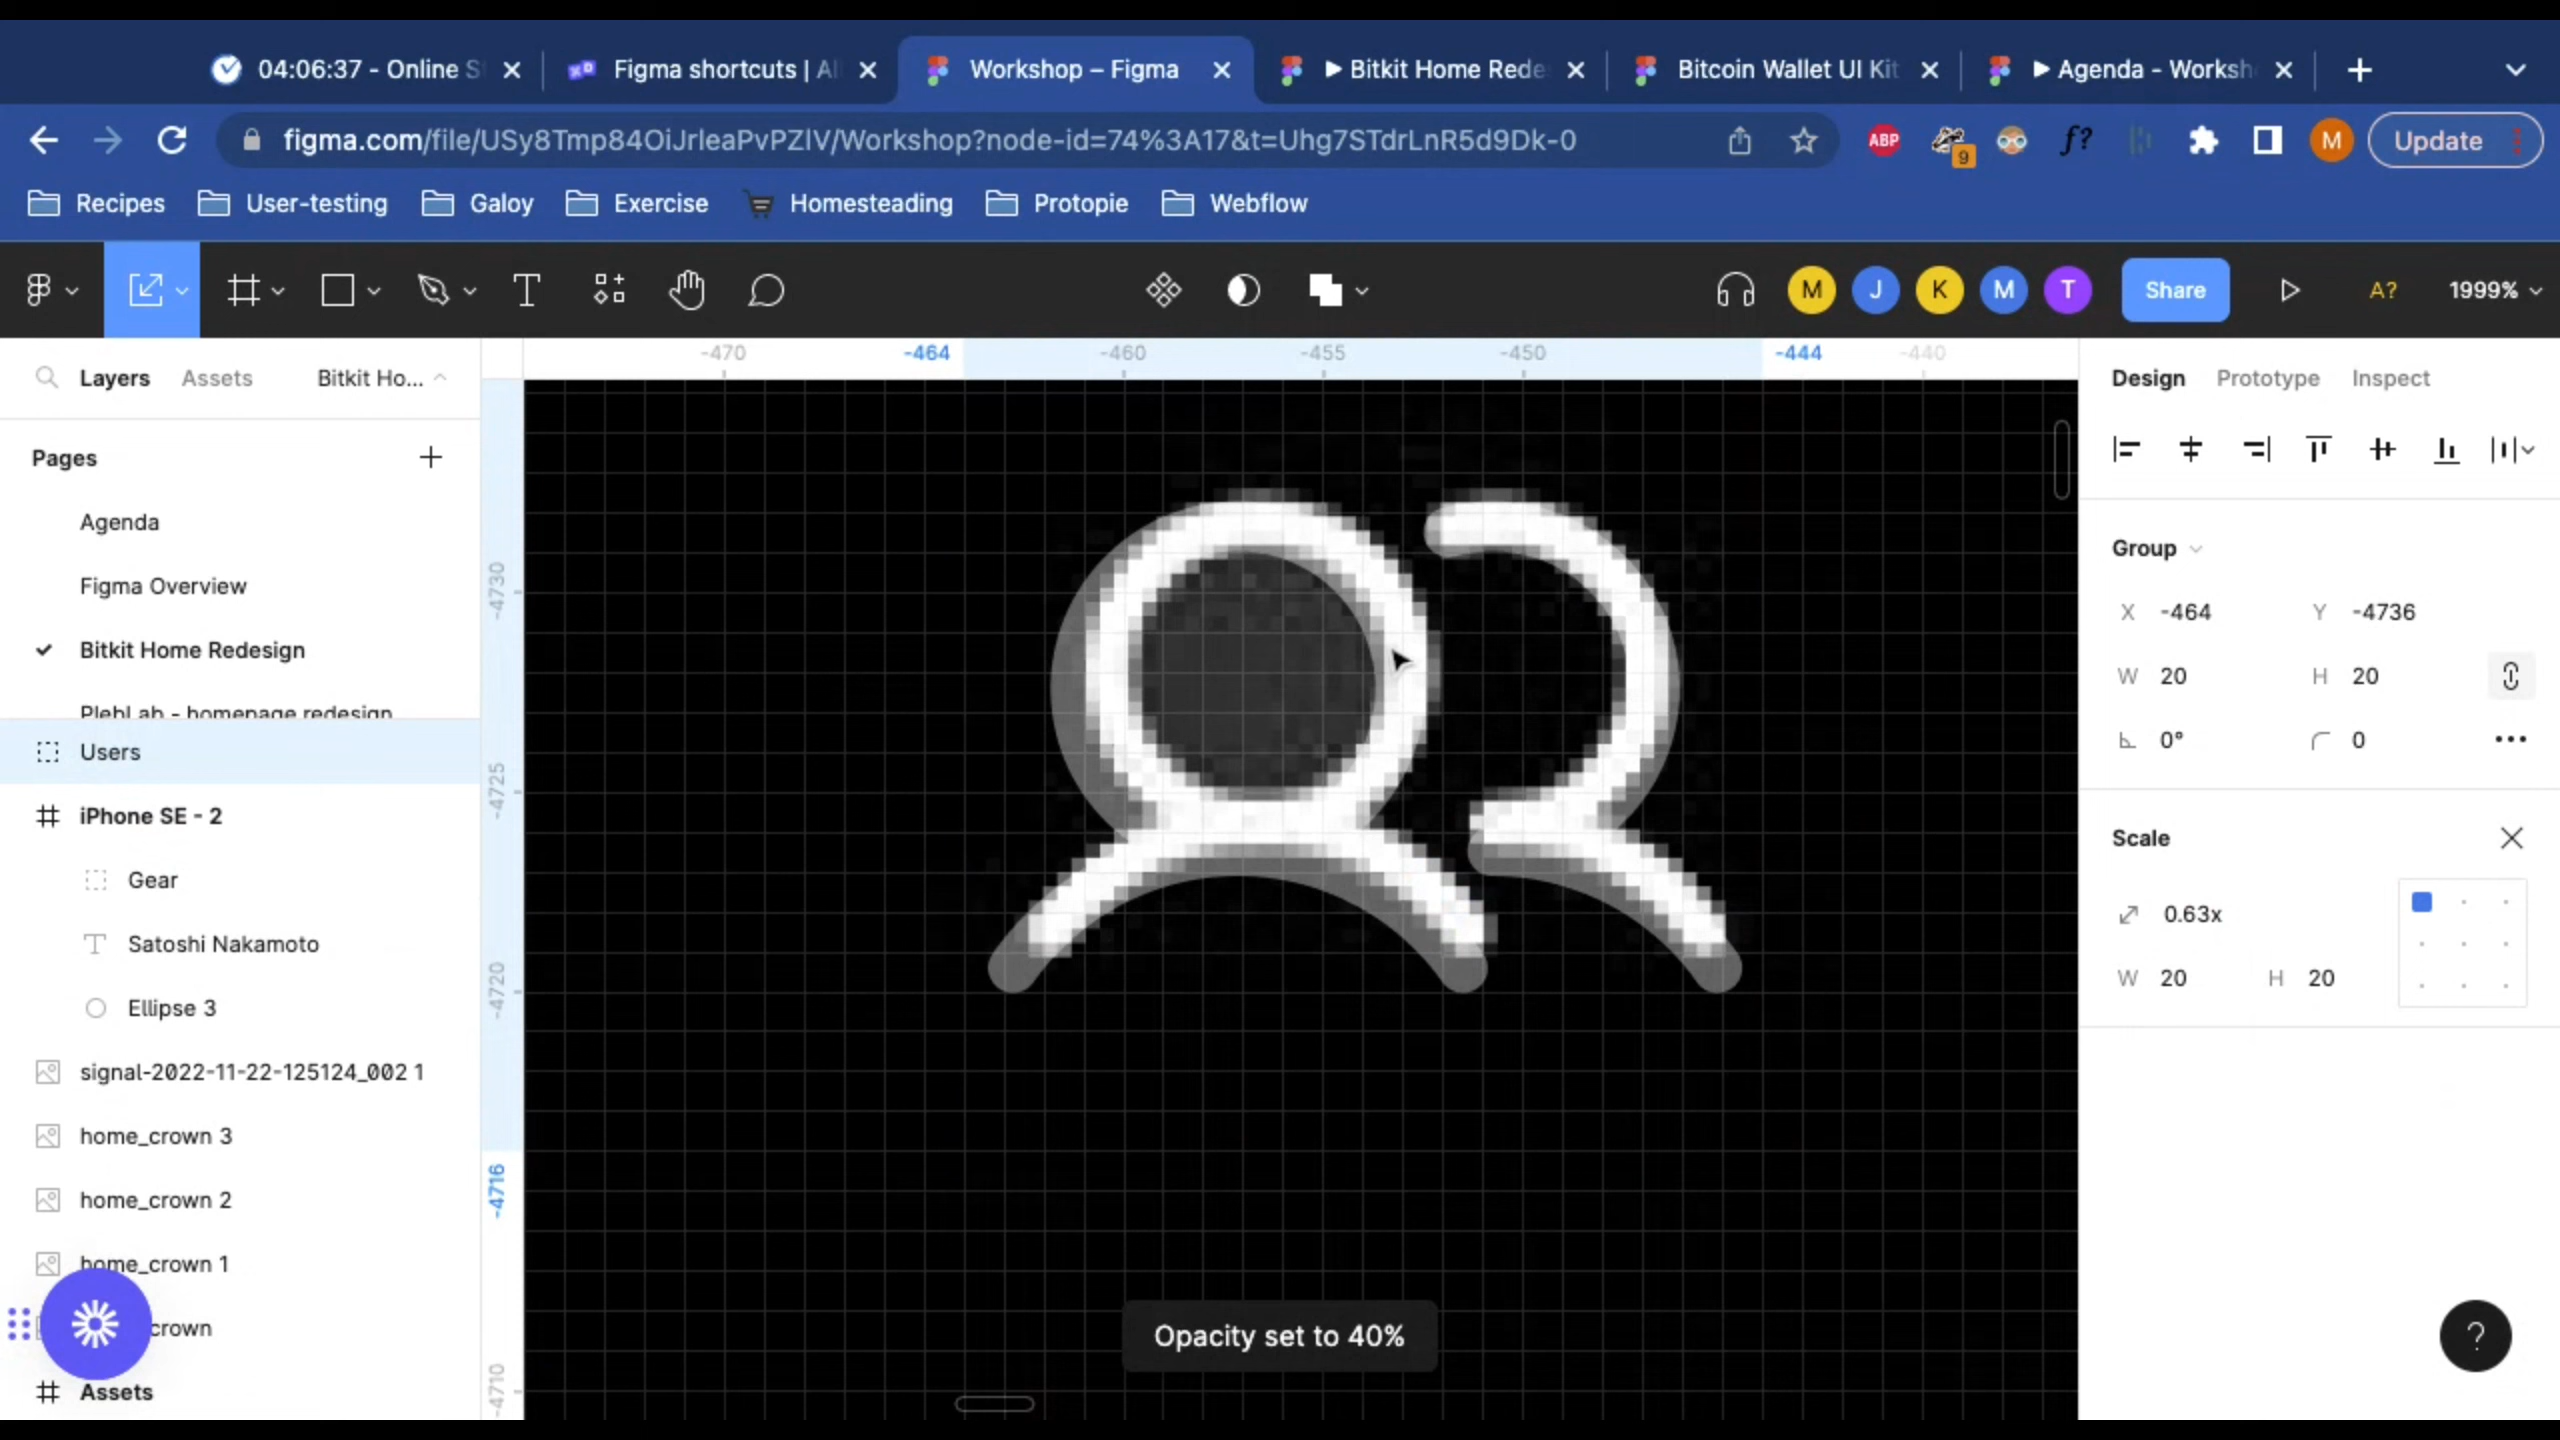 04:06:37 - Online S
Figma shortcuts | Al
Workshop – Figma
▶ Bitkit Home Rede
Bitcoin Wallet UI Kit
▶ Agenda - Worksh
figma.com/file/USy8Tmp84OiJrleaPvPZlV/Workshop?node-id=74%3A17&t=Uhg7STdrLnR5d9Dk-0
ABP
9
f?
M
Update
Recipes
User-testing
Galoy
Exercise
Homesteading
Protopie
Webflow
M
J
K
M
T
Share
A?
1999%
Layers
Assets
Bitkit Ho...
Pages
Agenda
Figma Overview
Bitkit Home Redesign
PlebLab - homepage redesign
Users
iPhone SE - 2
Gear
Satoshi Nakamoto
Ellipse 3
signal-2022-11-22-125124_002 1
home_crown 3
home_crown 2
home_crown 1
crown
Assets
-470
-464
-460
-455
-450
-444
-440
-4730
-4725
-4720
-4716
-4710
Opacity set to 40%
Design
Prototype
Inspect
Group
X -464
Y -4736
W 20
H 20
0°
0
Scale
0.63x
W 20
H 20
?